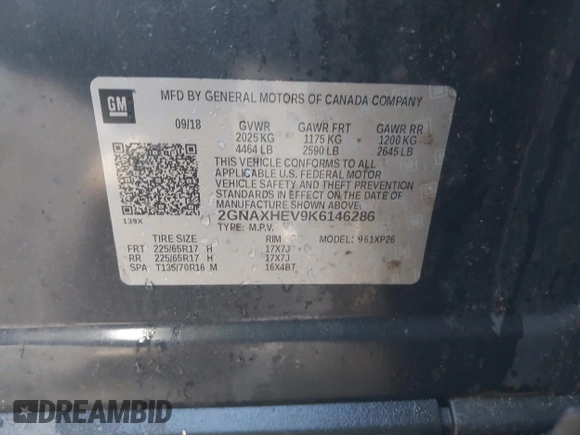 GM
MFD BY GENERAL MOTORS OF CANADA COMPANY
09/18 GVWR GAWR FRT GAWR RR
2025 KG 1175 KG 1200 KG
4464 LB 2590 LB 2645 LB
THIS VEHICLE CONFORMS TO ALL
APPLICABLE U.S. FEDERAL MOTOR
VEHICLE SAFETY AND THEFT PREVENTION
STANDARDS IN EFFECT ON THE DATE OF
MANUFACTURE SHOWN ABOVE.
139X 2GNAXHEV9K6146286
TYPE: M.P.V.
TIRE SIZE RIM MODEL: 961XP26
FRT 225/65R17 H 17X7J
RR 225/65R17 H 17X7J
SPA T135/70R16 M 16X4BT
DREAMBID